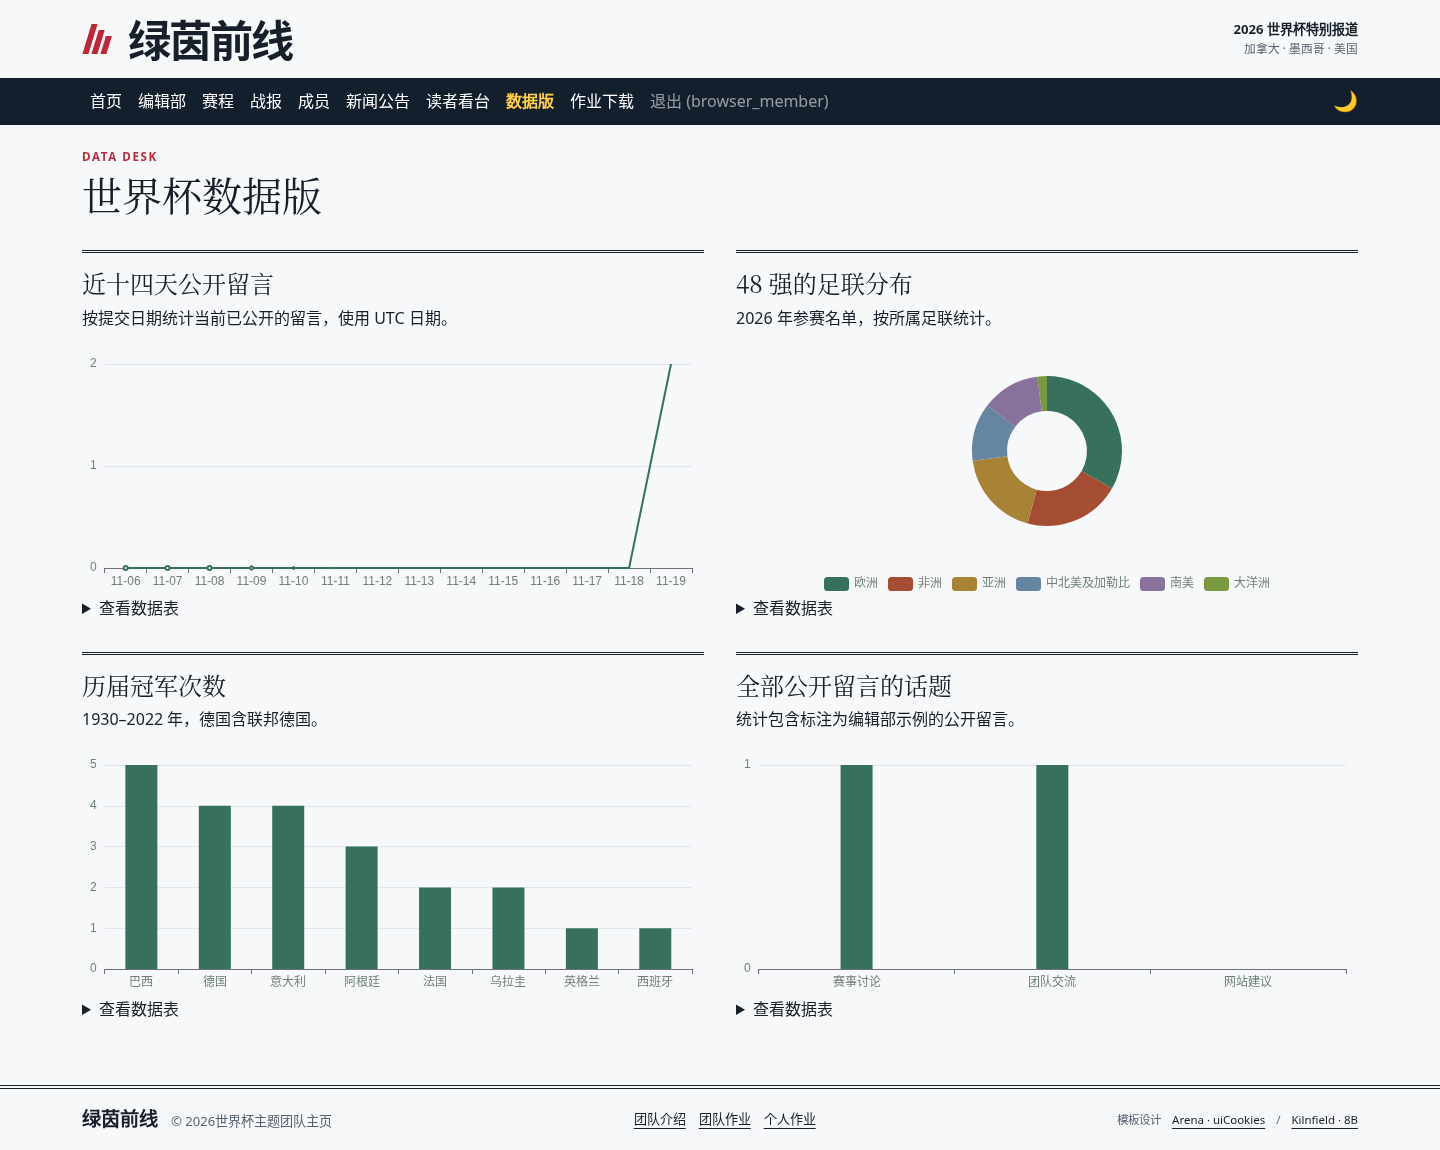 绿茵前线
2026 世界杯特别报道
加拿大 · 墨西哥 · 美国
首页 编辑部 赛程 战报 成员 新闻公告 读者看台 数据版 作业下载 退出 (browser_member)
DATA DESK
世界杯数据版
近十四天公开留言
按提交日期统计当前已公开的留言，使用 UTC 日期。
2
1
0
11-06 11-07 11-08 11-09 11-10 11-11 11-12 11-13 11-14 11-15 11-16 11-17 11-18 11-19
查看数据表
48 强的足联分布
2026 年参赛名单，按所属足联统计。
欧洲 非洲 亚洲 中北美及加勒比 南美 大洋洲
查看数据表
历届冠军次数
1930–2022 年，德国含联邦德国。
5
4
3
2
1
0
巴西 德国 意大利 阿根廷 法国 乌拉圭 英格兰 西班牙
查看数据表
全部公开留言的话题
统计包含标注为编辑部示例的公开留言。
1
0
赛事讨论 团队交流 网站建议
查看数据表
绿茵前线 © 2026世界杯主题团队主页
团队介绍 团队作业 个人作业
模板设计 Arena · uiCookies / Kilnfield · 8B